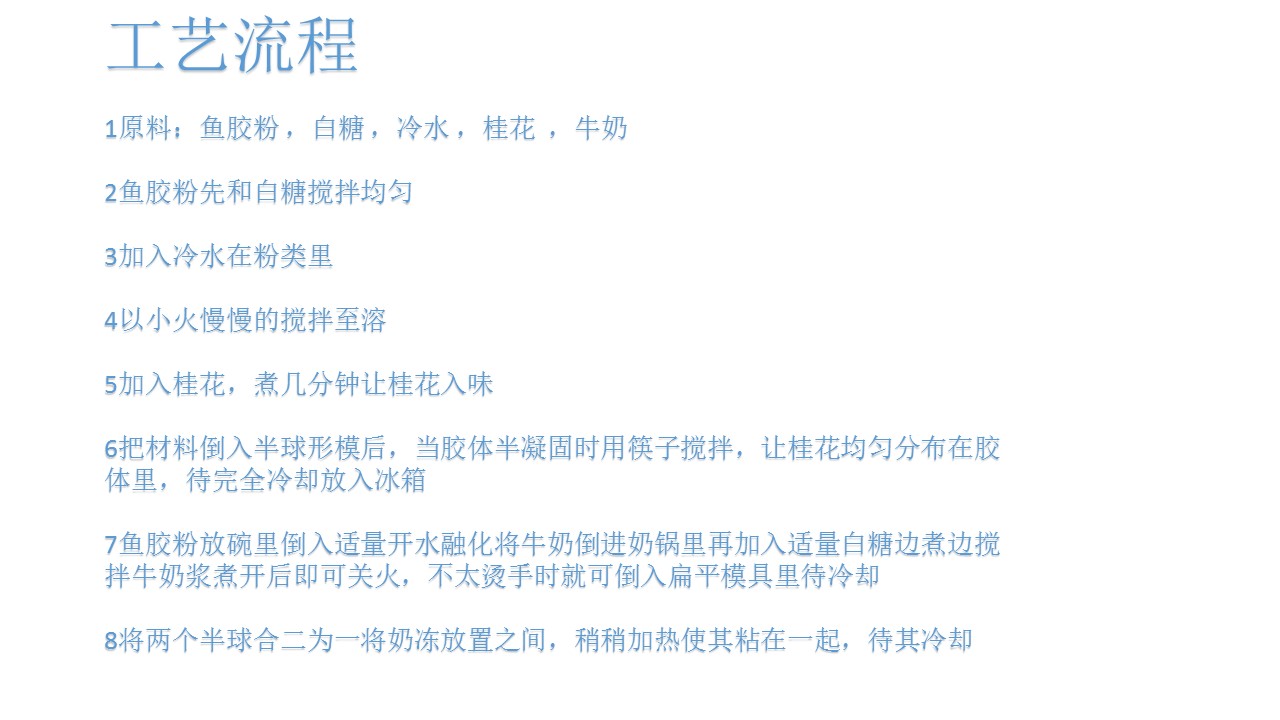 工艺流程
1原料：鱼胶粉，白糖，冷水，桂花 ，牛奶
2鱼胶粉先和白糖搅拌均匀
3加入冷水在粉类里
4以小火慢慢的搅拌至溶
5加入桂花，煮几分钟让桂花入味
6把材料倒入半球形模后，当胶体半凝固时用筷子搅拌，让桂花均匀分布在胶
体里，待完全冷却放入冰箱
7鱼胶粉放碗里倒入适量开水融化将牛奶倒进奶锅里再加入适量白糖边煮边搅
拌牛奶浆煮开后即可关火，不太烫手时就可倒入扁平模具里待冷却
8将两个半球合二为一将奶冻放置之间，稍稍加热使其粘在一起，待其冷却